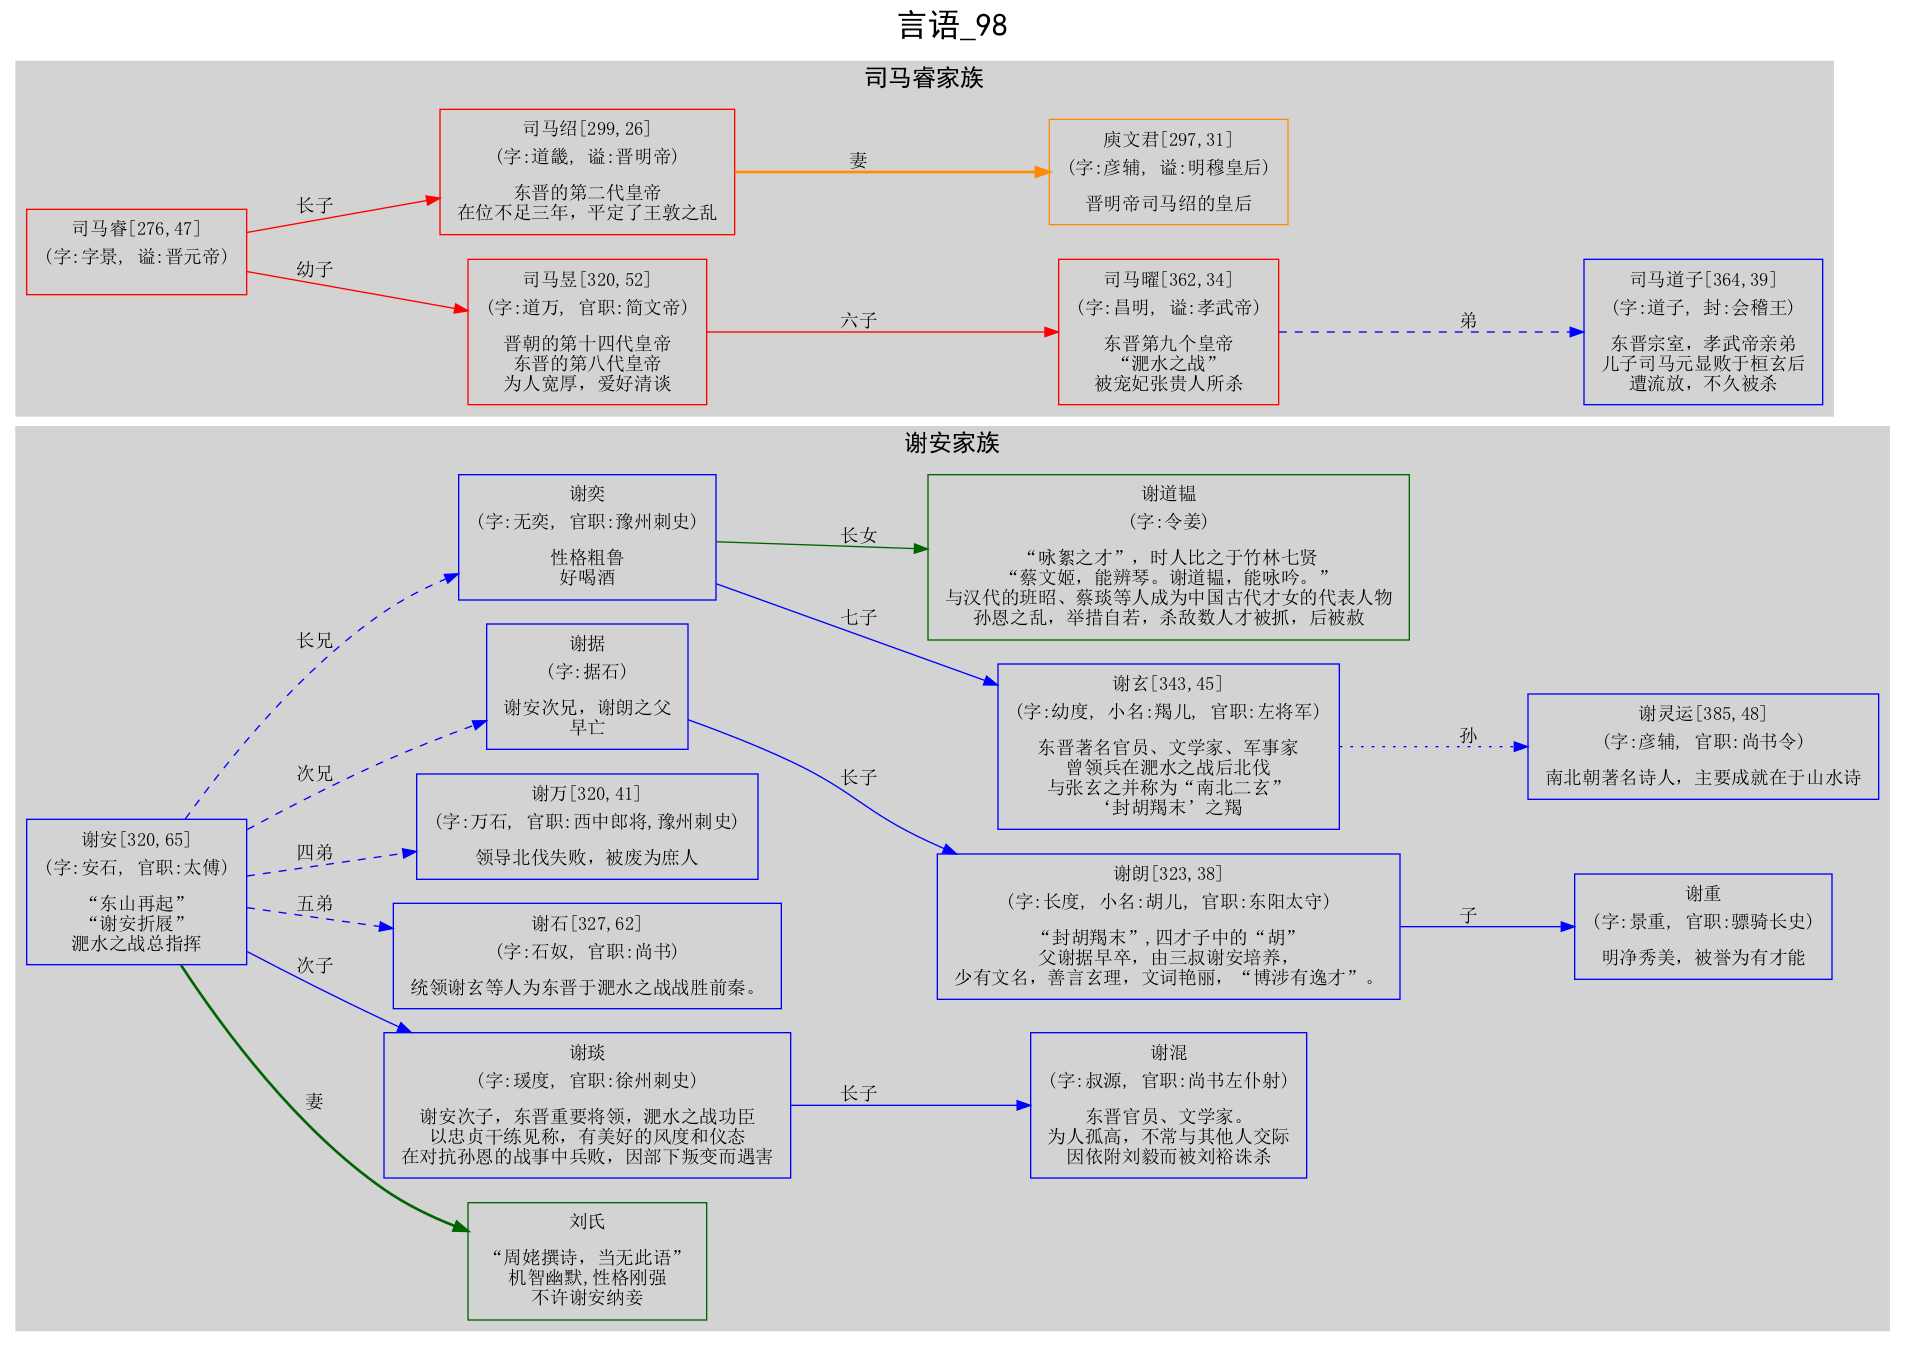 言语_98
司马睿家族
司马睿[276,47]
(字:字景, 谥:晋元帝)
长子
幼子
司马绍[299,26]
(字:道畿, 谥:晋明帝)
东晋的第二代皇帝
在位不足三年，平定了王敦之乱
妻
庾文君[297,31]
(字:彦辅, 谥:明穆皇后)
晋明帝司马绍的皇后
司马昱[320,52]
(字:道万, 官职:简文帝)
晋朝的第十四代皇帝
东晋的第八代皇帝
为人宽厚，爱好清谈
六子
司马曜[362,34]
(字:昌明, 谥:孝武帝)
东晋第九个皇帝
“淝水之战”
被宠妃张贵人所杀
弟
司马道子[364,39]
(字:道子, 封:会稽王)
东晋宗室，孝武帝亲弟
儿子司马元显败于桓玄后
遭流放，不久被杀
谢安家族
谢安[320,65]
(字:安石, 官职:太傅)
“东山再起”
“谢安折屐”
淝水之战总指挥
长兄
次兄
四弟
五弟
次子
妻
谢奕
(字:无奕, 官职:豫州刺史)
性格粗鲁
好喝酒
长女
七子
谢道韫
(字:令姜)
“咏絮之才”，时人比之于竹林七贤
“蔡文姬，能辨琴。谢道韫，能咏吟。”
与汉代的班昭、蔡琰等人成为中国古代才女的代表人物
孙恩之乱，举措自若，杀敌数人才被抓，后被赦
谢据
(字:据石)
谢安次兄，谢朗之父
早亡
长子
谢玄[343,45]
(字:幼度, 小名:羯儿, 官职:左将军)
东晋著名官员、文学家、军事家
曾领兵在淝水之战后北伐
与张玄之并称为“南北二玄”
‘封胡羯末’之羯
孙
谢灵运[385,48]
(字:彦辅, 官职:尚书令)
南北朝著名诗人，主要成就在于山水诗
谢万[320,41]
(字:万石, 官职:西中郎将,豫州刺史)
领导北伐失败，被废为庶人
谢朗[323,38]
(字:长度, 小名:胡儿, 官职:东阳太守)
“封胡羯末”,四才子中的“胡”
父谢据早卒，由三叔谢安培养，
少有文名，善言玄理，文词艳丽，“博涉有逸才”。
子
谢重
(字:景重, 官职:骠骑长史)
明净秀美，被誉为有才能
谢石[327,62]
(字:石奴, 官职:尚书)
统领谢玄等人为东晋于淝水之战战胜前秦。
谢琰
(字:瑗度, 官职:徐州刺史)
谢安次子，东晋重要将领，淝水之战功臣
以忠贞干练见称，有美好的风度和仪态
在对抗孙恩的战事中兵败，因部下叛变而遇害
长子
谢混
(字:叔源, 官职:尚书左仆射)
东晋官员、文学家。
为人孤高，不常与其他人交际
因依附刘毅而被刘裕诛杀
刘氏
“周姥撰诗，当无此语”
机智幽默,性格刚强
不许谢安纳妾